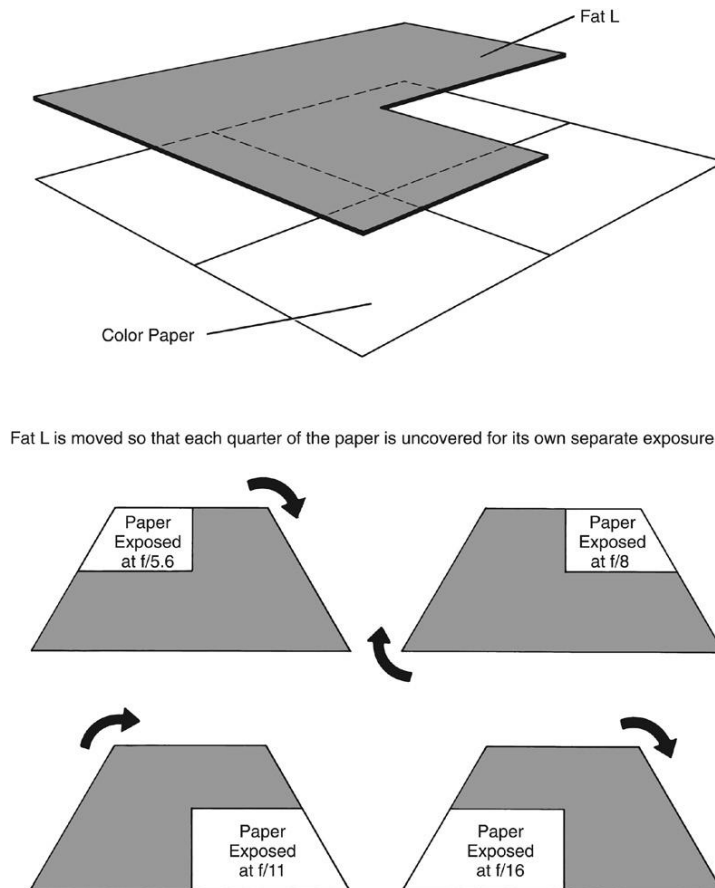 Fat L
Color Paper
Fat L is moved so that each quarter of the paper is uncovered for its own separate exposure
Paper
Exposed
at f/5.6
Paper
Exposed
at f/8
Paper
Exposed
at f/11
Paper
Exposed
at f/16